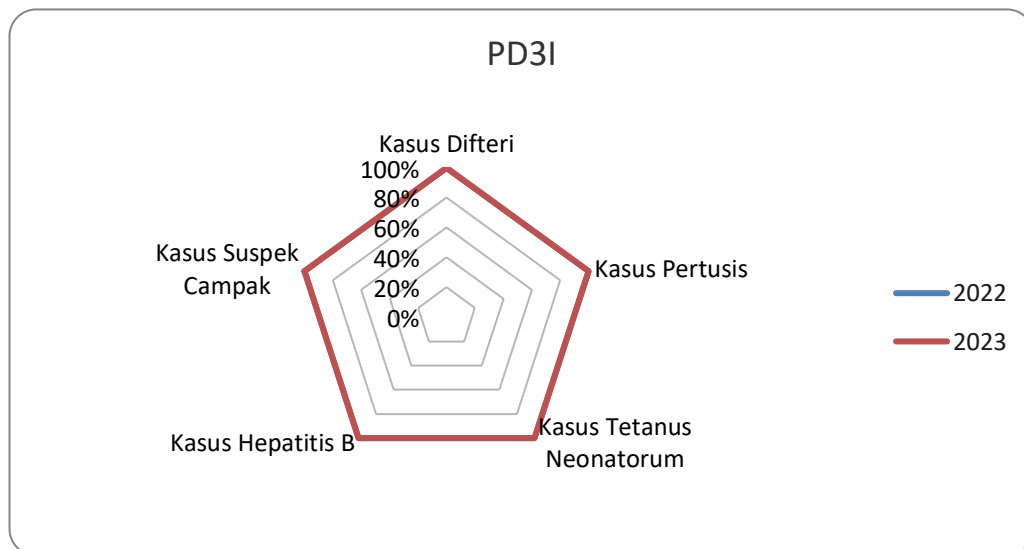 PD3I
Kasus Difteri
100%
80%
60%
40%
20%
0%
Kasus Pertusis
Kasus Tetanus
Neonatorum
Kasus Hepatitis B
Kasus Suspek
Campak
2022
2023